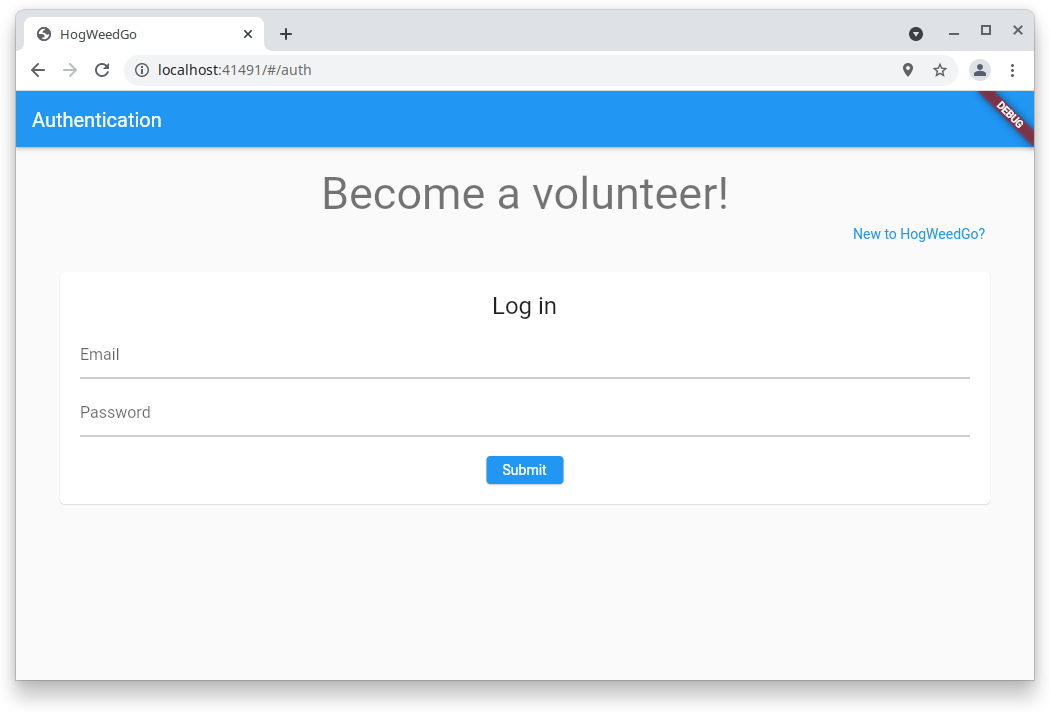 HogWeedGo
localhost:41491/#/auth
Authentication
DEBUG
Become a volunteer!
New to HogWeedGo?
Log in
Email
Password
Submit